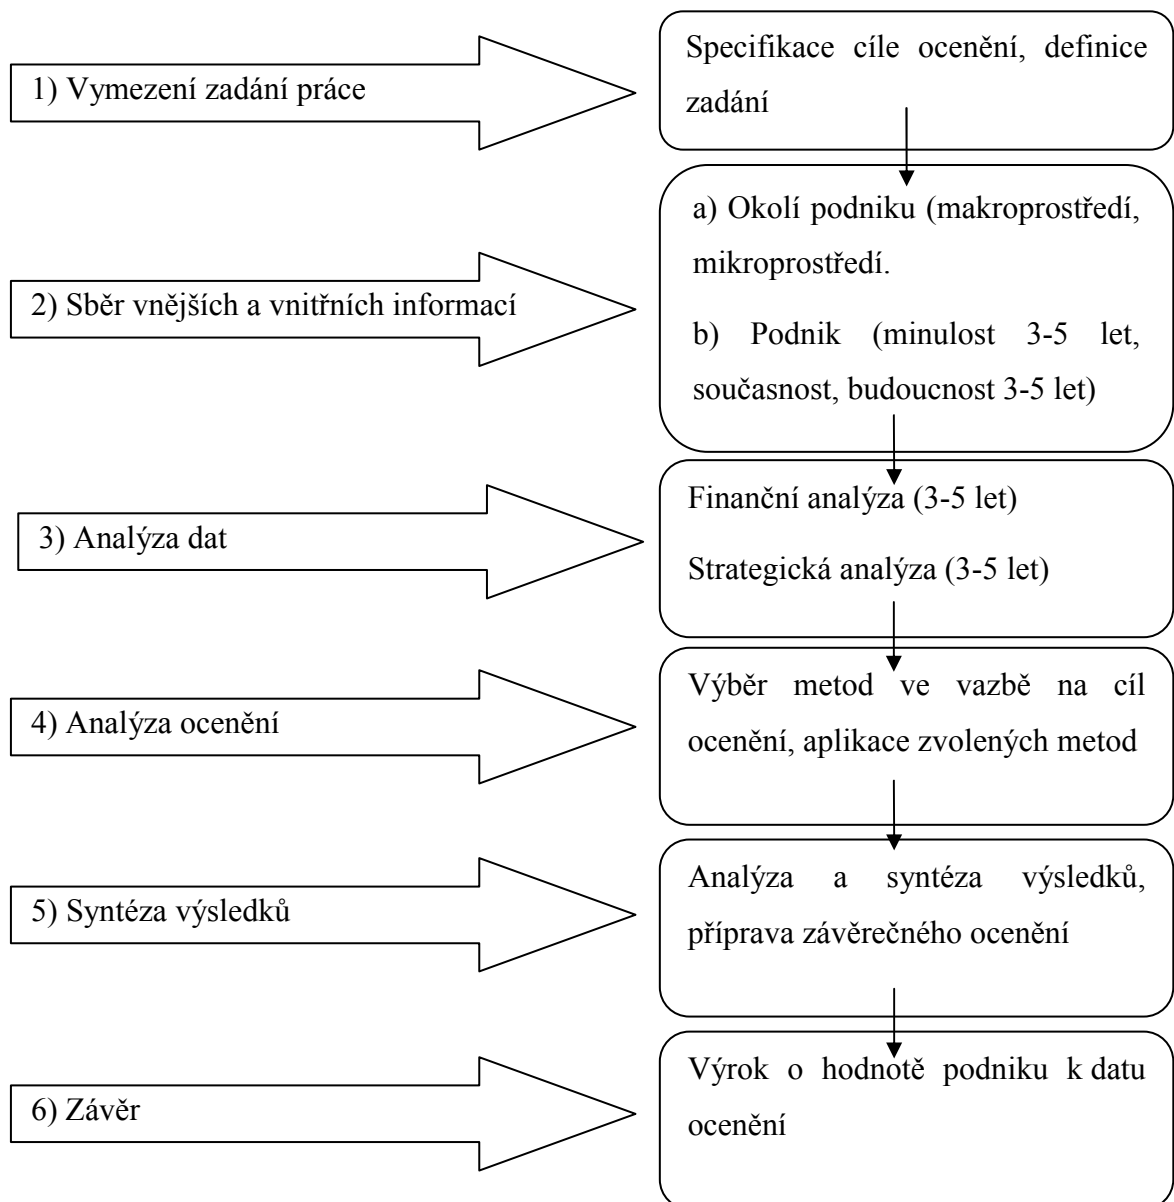 1) Vymezení zadání práce
Specifikace cíle ocenění, definice
zadání
2) Sběr vnějších a vnitřních informací
a) Okolí podniku (makroprostředí,
mikroprostředí.
b) Podnik (minulost 3-5 let,
současnost, budoucnost 3-5 let)
3) Analýza dat
Finanční analýza (3-5 let)
Strategická analýza (3-5 let)
4) Analýza ocenění
Výběr metod ve vazbě na cíl
ocenění, aplikace zvolených metod
5) Syntéza výsledků
Analýza a syntéza výsledků,
příprava závěrečného ocenění
6) Závěr
Výrok o hodnotě podniku k datu
ocenění